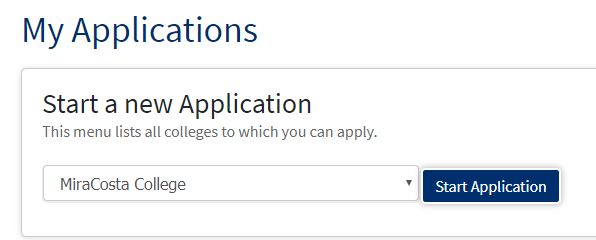 My Applications
Start a new Application
This menu lists all colleges to which you can apply.
MiraCosta College
Start Application